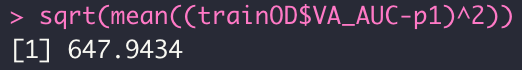 > sqrt(mean((trainOD$VA_AUC-p1)^2))
[1] 647.9434